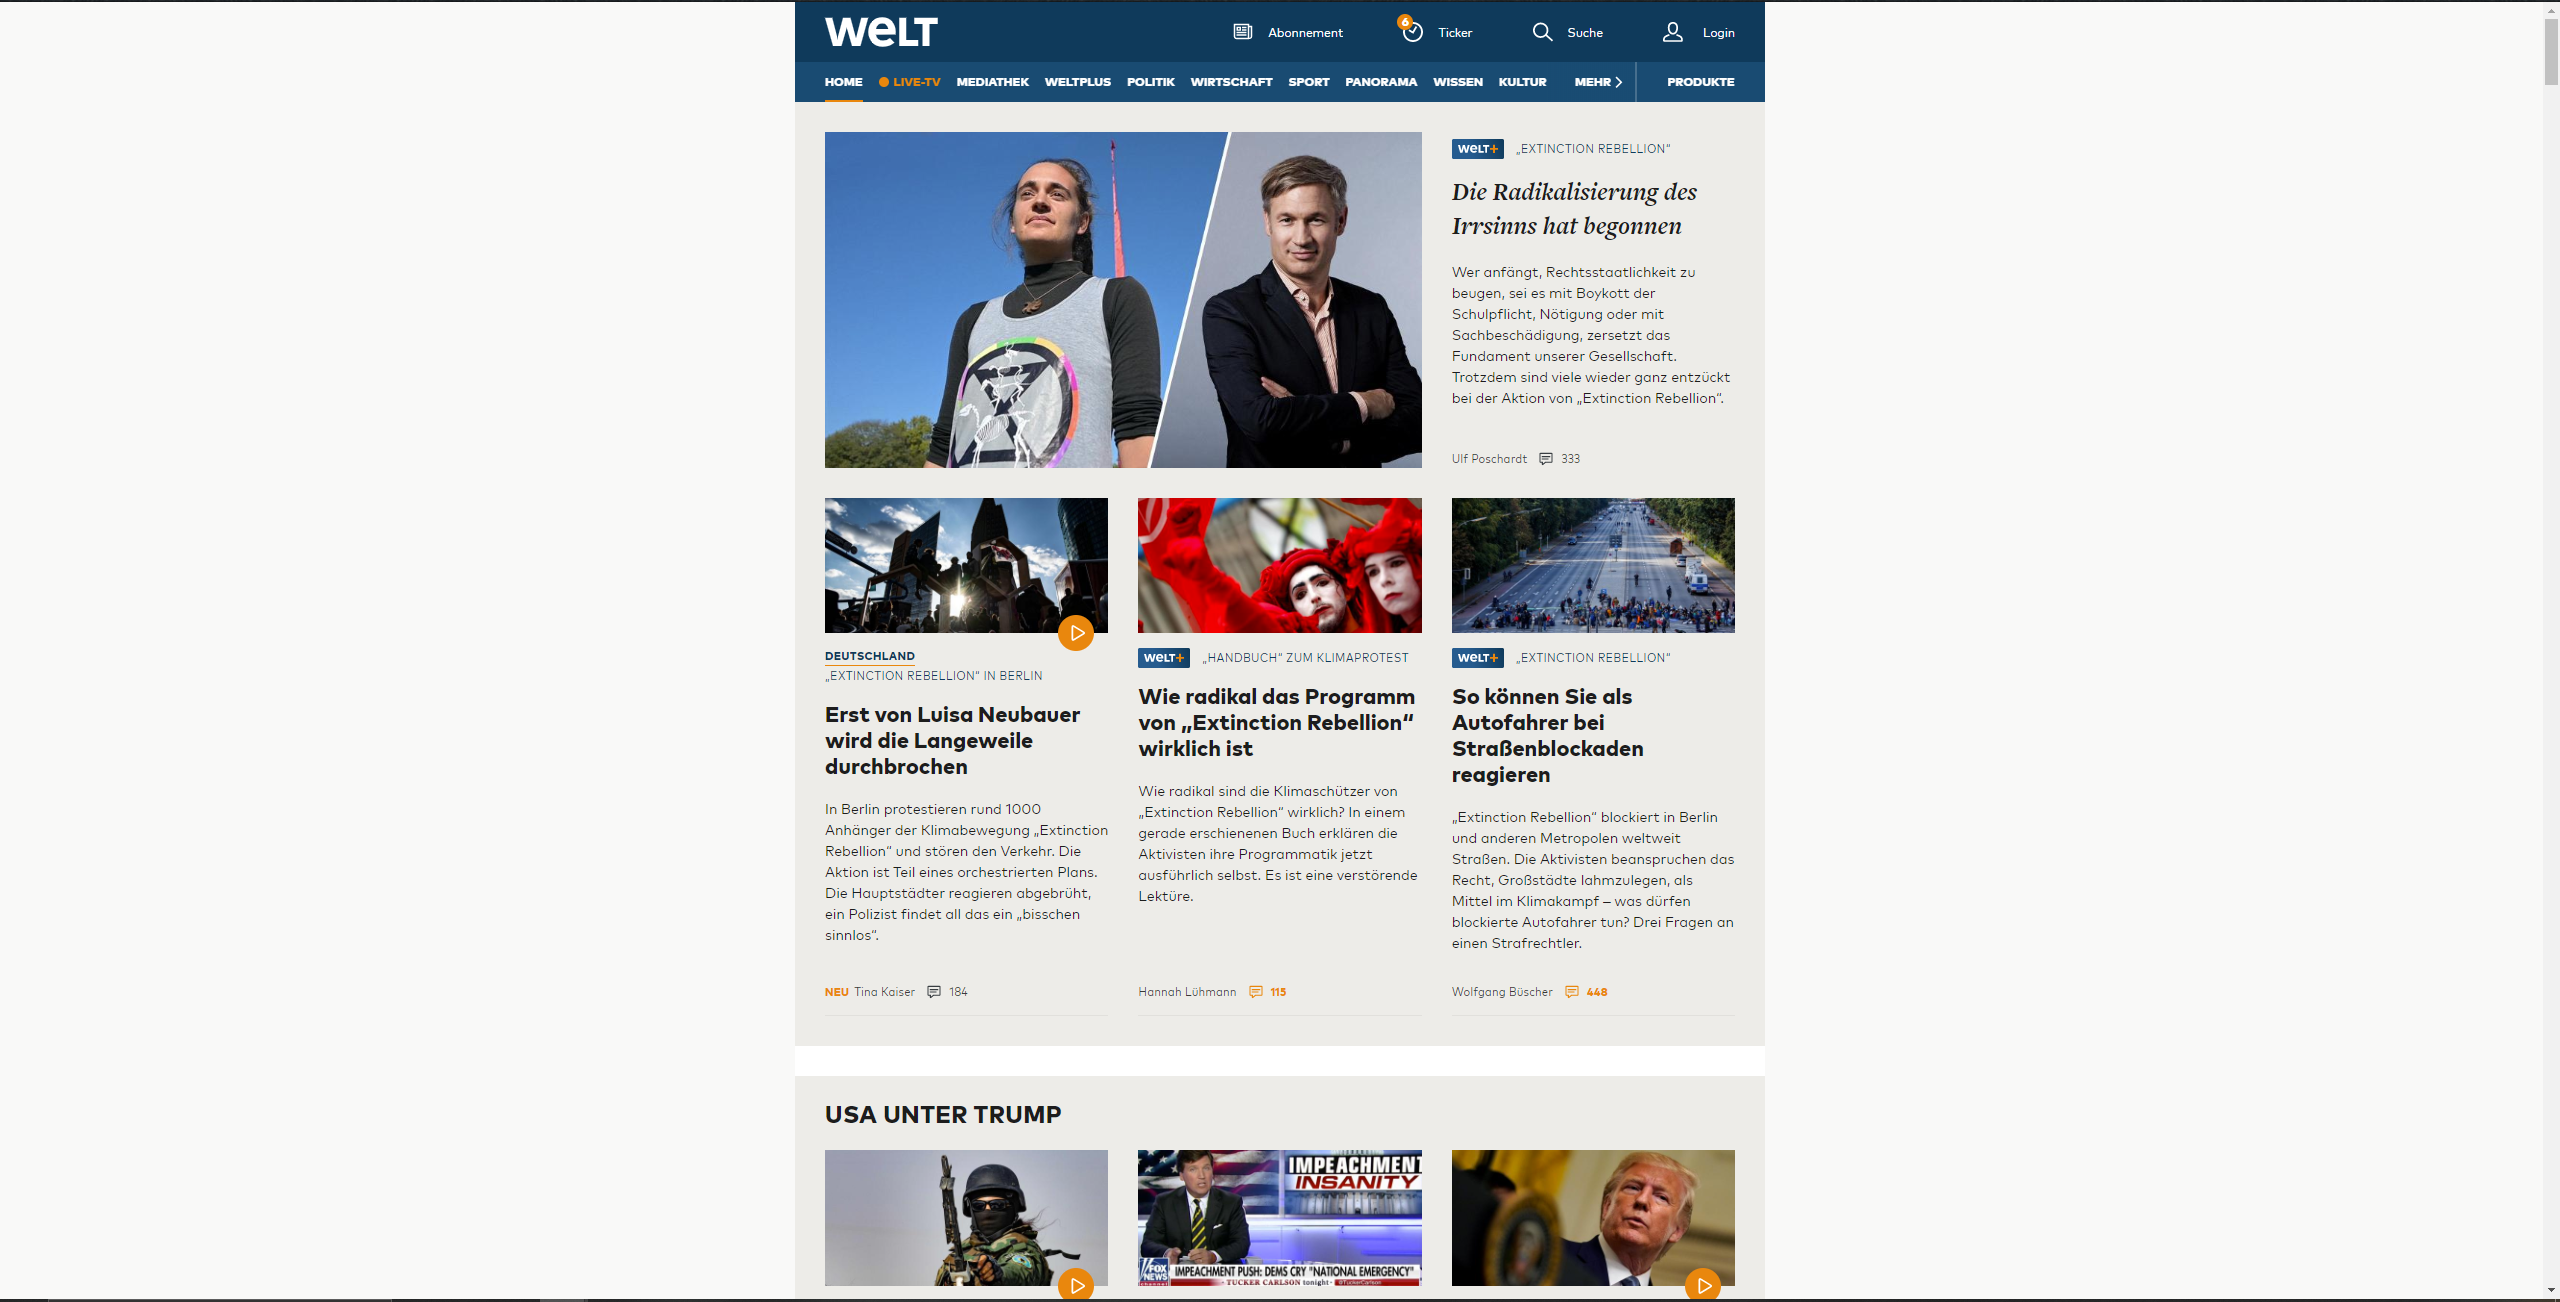 WELT
Abonnement
6
Ticker
Suche
Login
HOME
LIVE-TV
MEDIATHEK
WELTPLUS
POLITIK
WIRTSCHAFT
SPORT
PANORAMA
WISSEN
KULTUR
MEHR
PRODUKTE
WELT+ „EXTINCTION REBELLION“
Die Radikalisierung des
Irrsinns hat begonnen
Wer anfängt, Rechtsstaatlichkeit zu
beugen, sei es mit Boykott der
Schulpflicht, Nötigung oder mit
Sachbeschädigung, zersetzt das
Fundament unserer Gesellschaft.
Trotzdem sind viele wieder ganz entzückt
bei der Aktion von „Extinction Rebellion“.
Ulf Poschardt 333
DEUTSCHLAND
„EXTINCTION REBELLION“ IN BERLIN
Erst von Luisa Neubauer
wird die Langeweile
durchbrochen
In Berlin protestieren rund 1000
Anhänger der Klimabewegung „Extinction
Rebellion“ und stören den Verkehr. Die
Aktion ist Teil eines orchestrierten Plans.
Die Hauptstädter reagieren abgebrüht,
ein Polizist findet all das ein „bisschen
sinnlos“.
NEU Tina Kaiser 184
WELT+ „HANDBUCH“ ZUM KLIMAPROTEST
Wie radikal das Programm
von „Extinction Rebellion“
wirklich ist
Wie radikal sind die Klimaschützer von
„Extinction Rebellion“ wirklich? In einem
gerade erschienenen Buch erklären die
Aktivisten ihre Programmatik jetzt
ausführlich selbst. Es ist eine verstörende
Lektüre.
Hannah Lühmann 115
WELT+ „EXTINCTION REBELLION“
So können Sie als
Autofahrer bei
Straßenblockaden
reagieren
„Extinction Rebellion“ blockiert in Berlin
und anderen Metropolen weltweit
Straßen. Die Aktivisten beanspruchen das
Recht, Großstädte lahmzulegen, als
Mittel im Klimakampf – was dürfen
blockierte Autofahrer tun? Drei Fragen an
einen Strafrechtler.
Wolfgang Büscher 448
USA UNTER TRUMP
IMPEACHMENT
INSANITY
FOX
NEWS
channel
IMPEACHMENT PUSH: DEMS CRY "NATIONAL EMERGENCY"
TUCKER CARLSON tonight
@TuckerCarlson